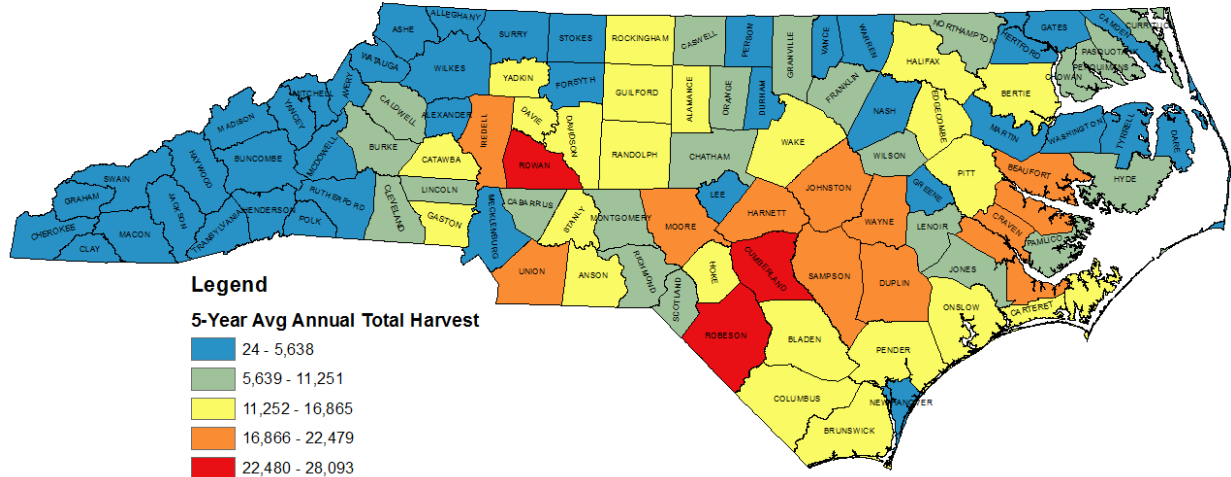 ALLEGHANY
ASHE
SURRY
STOKES
ROCKINGHAM
CASWELL
PERSON
GRANVILLE
VANCE
WARREN
NORTHAMPTON
HERTFORD
GATES
CAMDEN
CURRITUCK
PASQUOTANK
PERQUIMANS
CHOWAN
WATAUGA
WILKES
YADKIN
FORSYTH
GUILFORD
ALAMANCE
ORANGE
DURHAM
FRANKLIN
HALIFAX
NASH
EDGECOMBE
BERTIE
MARTIN
WASHINGTON
TYRRELL
DARE
MITCHELL
AVERY
YANCEY
MADISON
CALDWELL
ALEXANDER
IREDELL
DAVIE
DAVIDSON
RANDOLPH
CHATHAM
WAKE
WILSON
PITT
BEAUFORT
HYDE
HAYWOOD
BUNCOMBE
MCDOWELL
BURKE
CATAWBA
ROWAN
SWAIN
GRAHAM
JACKSON
RUTHERFORD
CLEVELAND
LINCOLN
CABARRUS
STANLY
MONTGOMERY
MOORE
LEE
HARNETT
JOHNSTON
WAYNE
GREENE
LENOIR
CRAVEN
PAMLICO
CHEROKEE
CLAY
MACON
TRANSYLVANIA
HENDERSON
POLK
GASTON
MECKLENBURG
UNION
ANSON
RICHMOND
SCOTLAND
HOKE
CUMBERLAND
SAMPSON
DUPLIN
JONES
CARTERET
ONSLOW
ROBESON
BLADEN
PENDER
COLUMBUS
NEW HANOVER
BRUNSWICK
Legend
5-Year Avg Annual Total Harvest
24 - 5,638
5,639 - 11,251
11,252 - 16,865
16,866 - 22,479
22,480 - 28,093